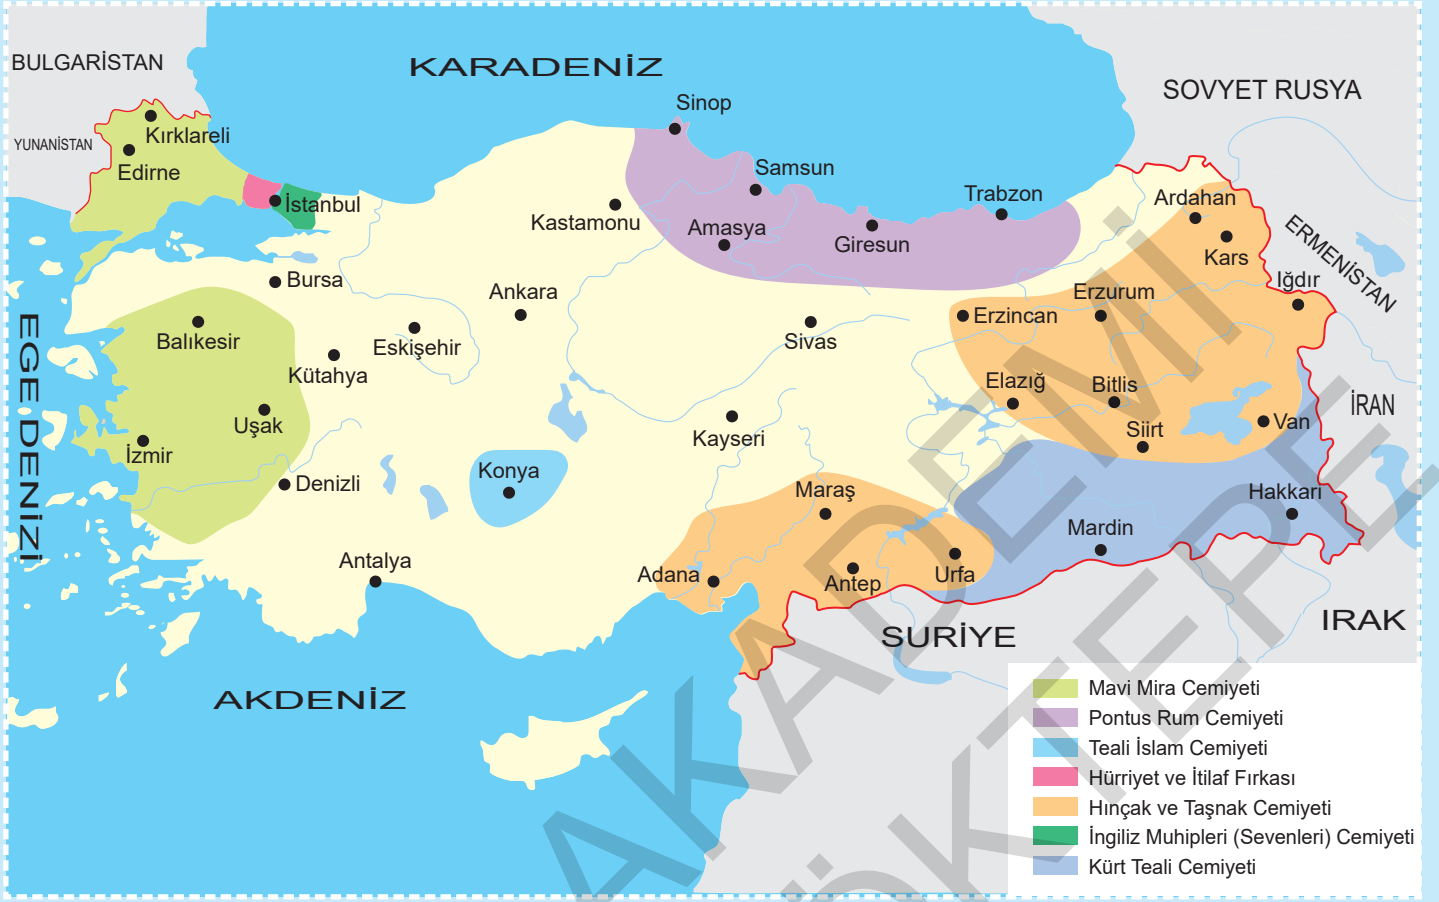 KARADENİZ
BULGARİSTAN
SOVYET RUSYA
Sinop
Kırklareli
YUNANİSTAN
Edirne
Samsun
Trabzon
Ardahan
İstanbul
Kastamonu
Amasya
Giresun
Kars
ERMENİSTAN
Iğdır
Bursa
Ankara
Erzurum
Erzincan
EGE DENİZİ
Balıkesir
Eskişehir
Sivas
Kütahya
Elazığ
Bitlis
İRAN
Uşak
Kayseri
Siirt
Van
İzmir
Konya
Denizli
Maraş
Hakkari
Mardin
Antalya
Adana
Antep
Urfa
SURİYE
IRAK
AKDENİZ
Mavi Mira Cemiyeti
Pontus Rum Cemiyeti
Teali İslam Cemiyeti
Hürriyet ve İtilaf Fırkası
Hınçak ve Taşnak Cemiyeti
İngiliz Muhipleri (Sevenleri) Cemiyeti
Kürt Teali Cemiyeti
AKADEMİ
ÖKTEPE